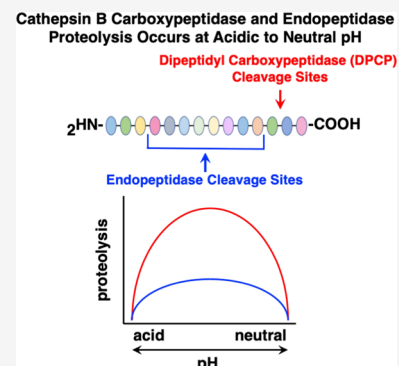 Cathepsin B Carboxypeptidase and Endopeptidase
Proteolysis Occurs at Acidic to Neutral pH
Dipeptidyl Carboxypeptidase (DPCP)
Cleavage Sites
2HN-
-COOH
Endopeptidase Cleavage Sites
proteolysis
acid
neutral
pH